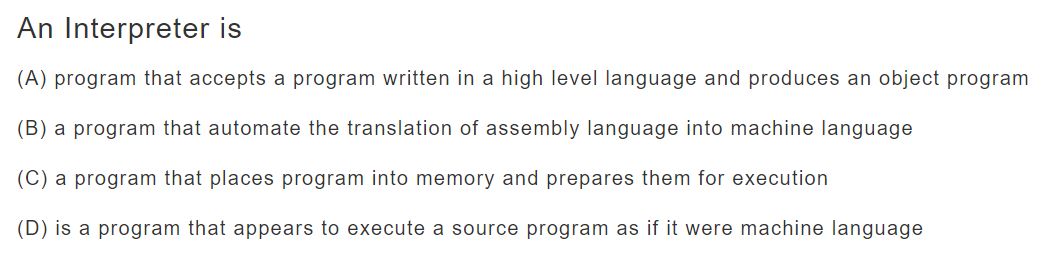 An Interpreter is
(A) program that accepts a program written in a high level language and produces an object program
(B) a program that automate the translation of assembly language into machine language
(C) a program that places program into memory and prepares them for execution
(D) is a program that appears to execute a source program as if it were machine language